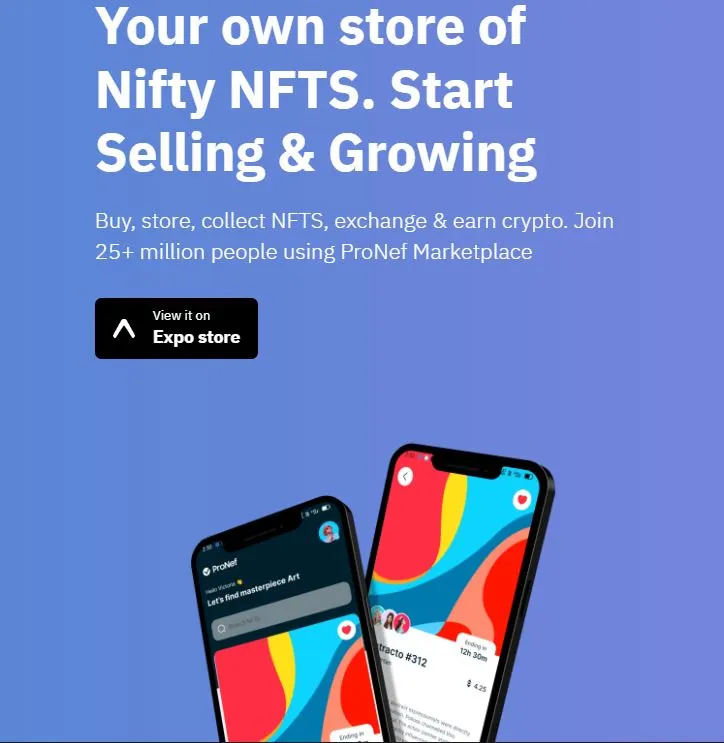 Your own store of
Nifty NFTS. Start
Selling & Growing
Buy, store, collect NFTS, exchange & earn crypto. Join
25+ million people using ProNef Marketplace
View it on
Expo store
ProNef
Hello Victoria
Let's find masterpiece Art
Search NFTs
Ending in
tracto #312
Ending in
12h 30m
4.25